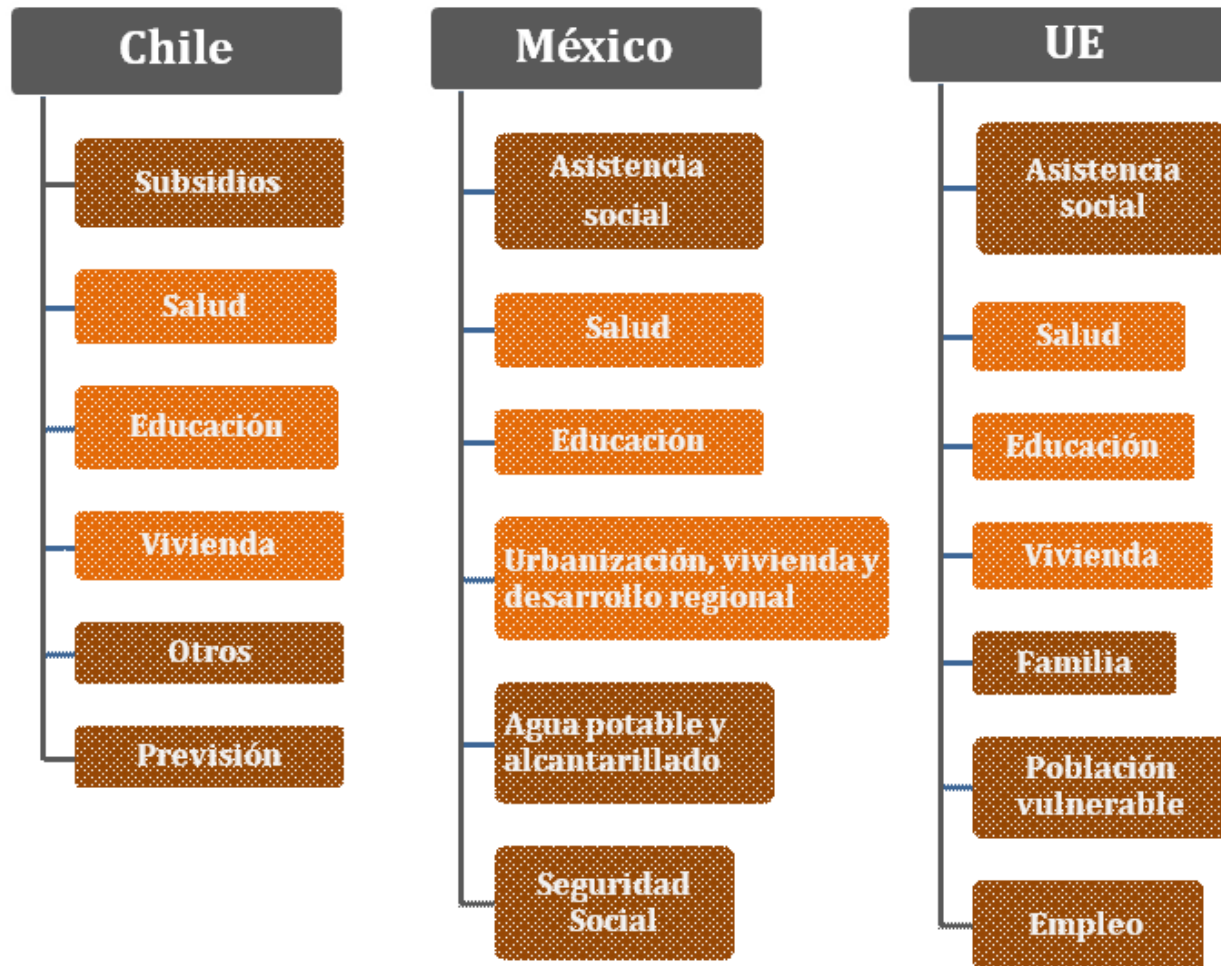 Chile
Subsidios
Salud
Educación
Vivienda
Otros
Previsión
México
Asistencia
social
Salud
Educación
Urbanización, vivienda y
desarrollo regional
Agua potable y
alcantarillado
Seguridad
Social
UE
Asistencia
social
Salud
Educación
Vivienda
Familia
Población
vulnerable
Empleo